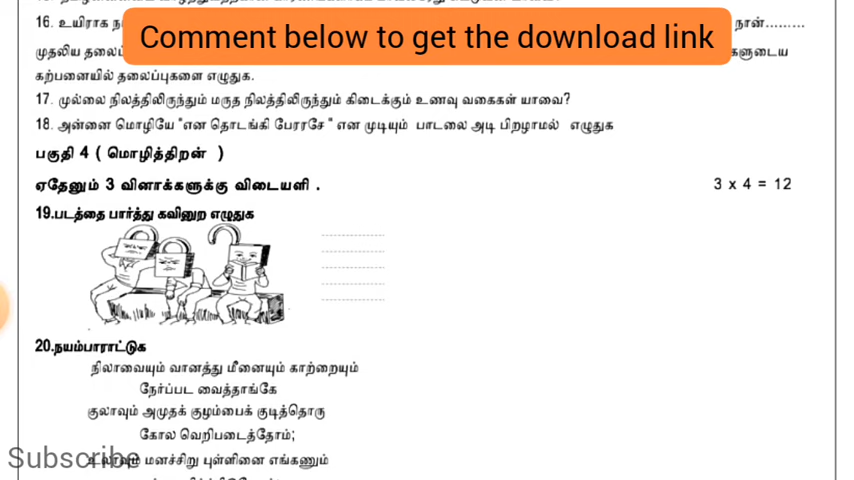 16. உயிராக நான்.........
Comment below to get the download link
முதலிய
கற்பனையில் தலைப்புகளை எழுதுக.
17. முல்லை நிலத்திலிருந்தும் மருத நிலத்திலிருந்தும் கிடைக்கும் உணவு வகைகள் யாவை?
18. அன்னை மொழியே "என தொடங்கி பேரரசே " என முடியும் பாடலை அடி பிறழாமல் எழுதுக
பகுதி 4 ( மொழித்திறன் )
ஏதேனும் 3 வினாக்களுக்கு விடையளி . 3 x 4 = 12
19.படத்தை பார்த்து கவினுற எழுதுக
20.நயம்பாராட்டுக
நிலாவையும் வானத்து மீனையும் காற்றையும்
நேர்ப்பட வைத்தாங்கே
குலாவும் அமுதக் குழம்பைக் குடித்தொரு
கோல வெறிபடைத்தோம்;
Subscribe
உலாவும் மனச்சிறு புள்ளினை எங்கணும்